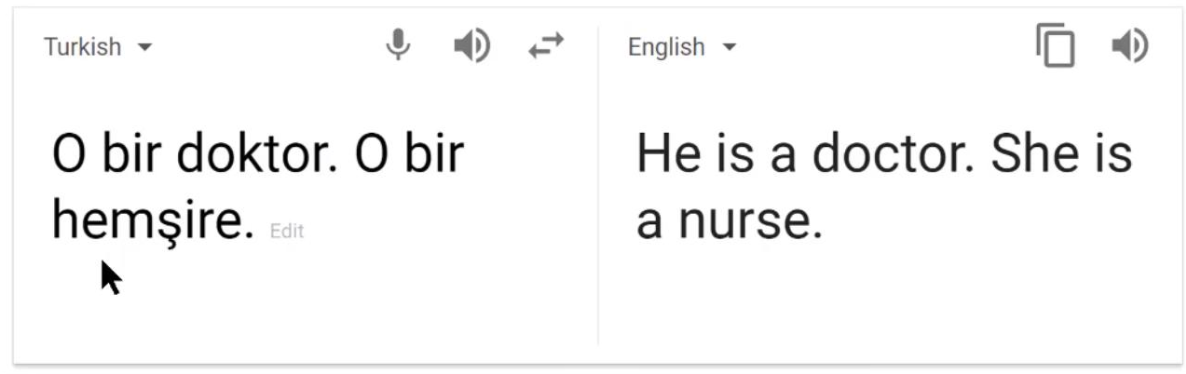 Turkish
English
O bir doktor. O bir
hemşire. Edit
He is a doctor. She is
a nurse.